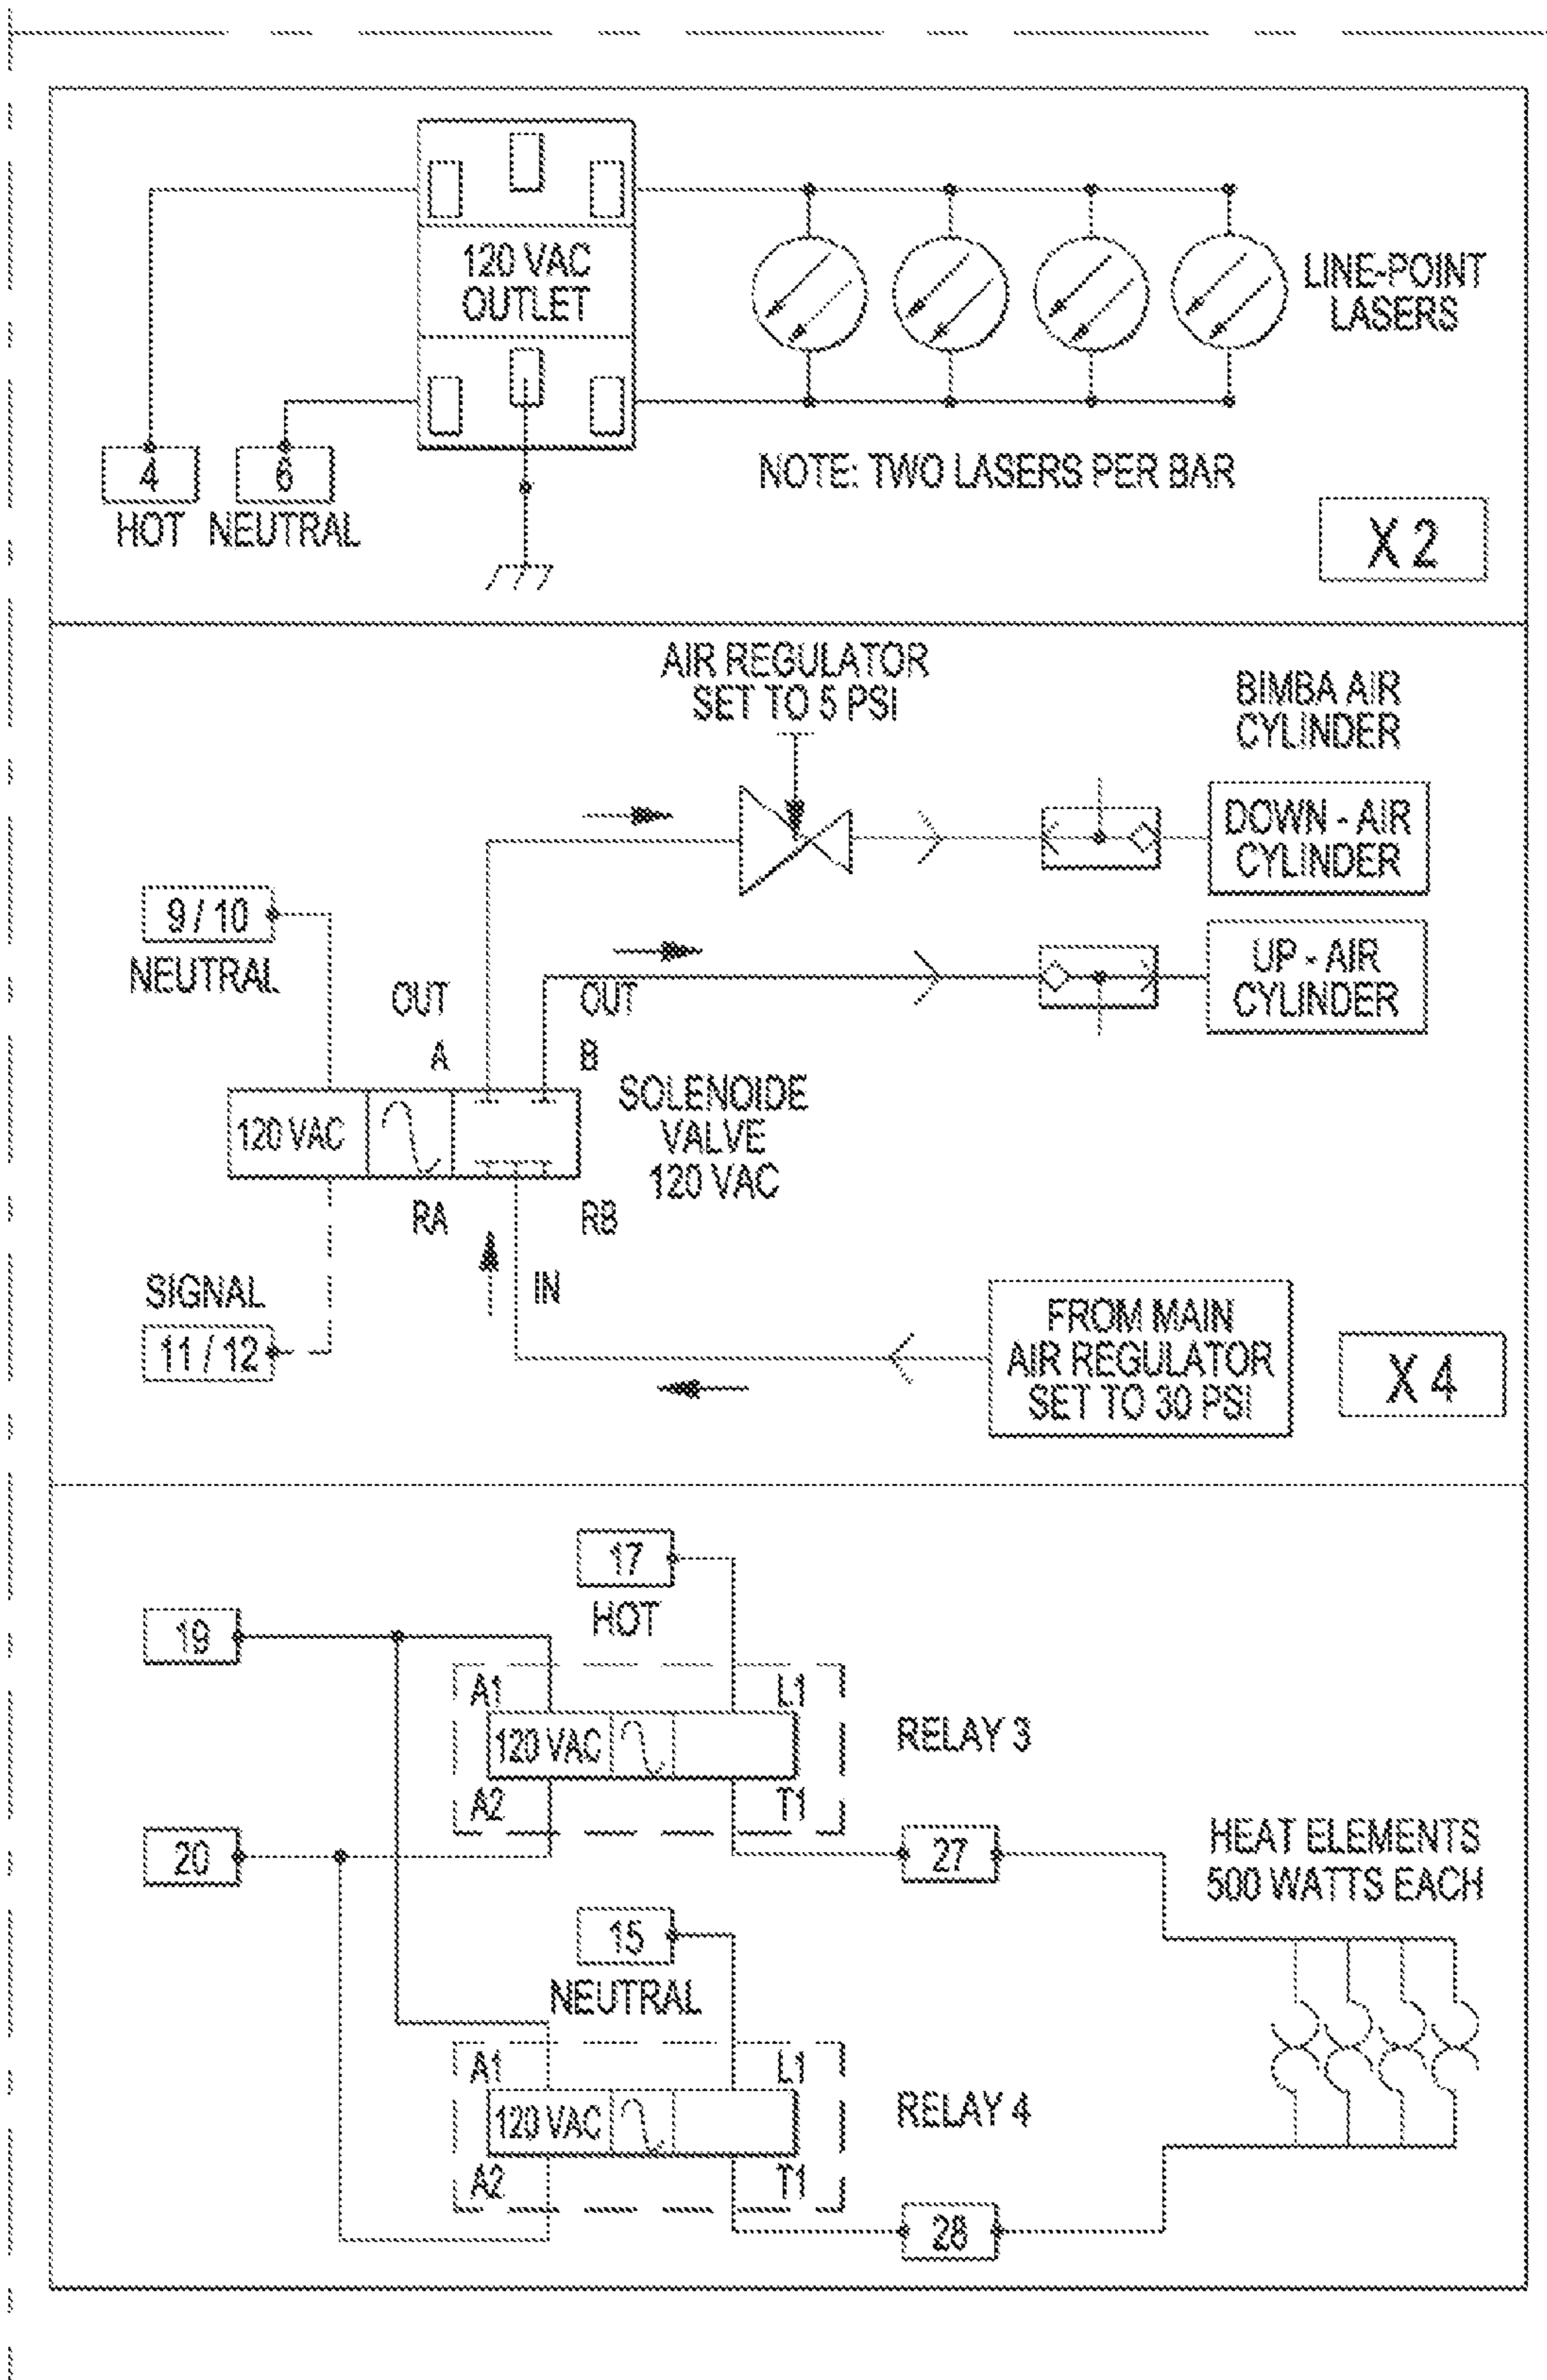 120 VAC
OUTLET
LINE-POINT
LASERS
4
6
HOT
NEUTRAL
NOTE: TWO LASERS PER BAR
X 2
AIR REGULATOR
SET TO 5 PSI
BIMBA AIR
CYLINDER
DOWN - AIR
CYLINDER
9 / 10
NEUTRAL
UP - AIR
CYLINDER
OUT
OUT
A
B
120 VAC
SOLENOIDE
VALVE
120 VAC
RA
RB
IN
SIGNAL
11 / 12
FROM MAIN
AIR REGULATOR
SET TO 30 PSI
X 4
17
HOT
19
A1
L1
120 VAC
RELAY 3
A2
T1
20
27
HEAT ELEMENTS
500 WATTS EACH
15
NEUTRAL
A1
L1
120 VAC
RELAY 4
A2
T1
28